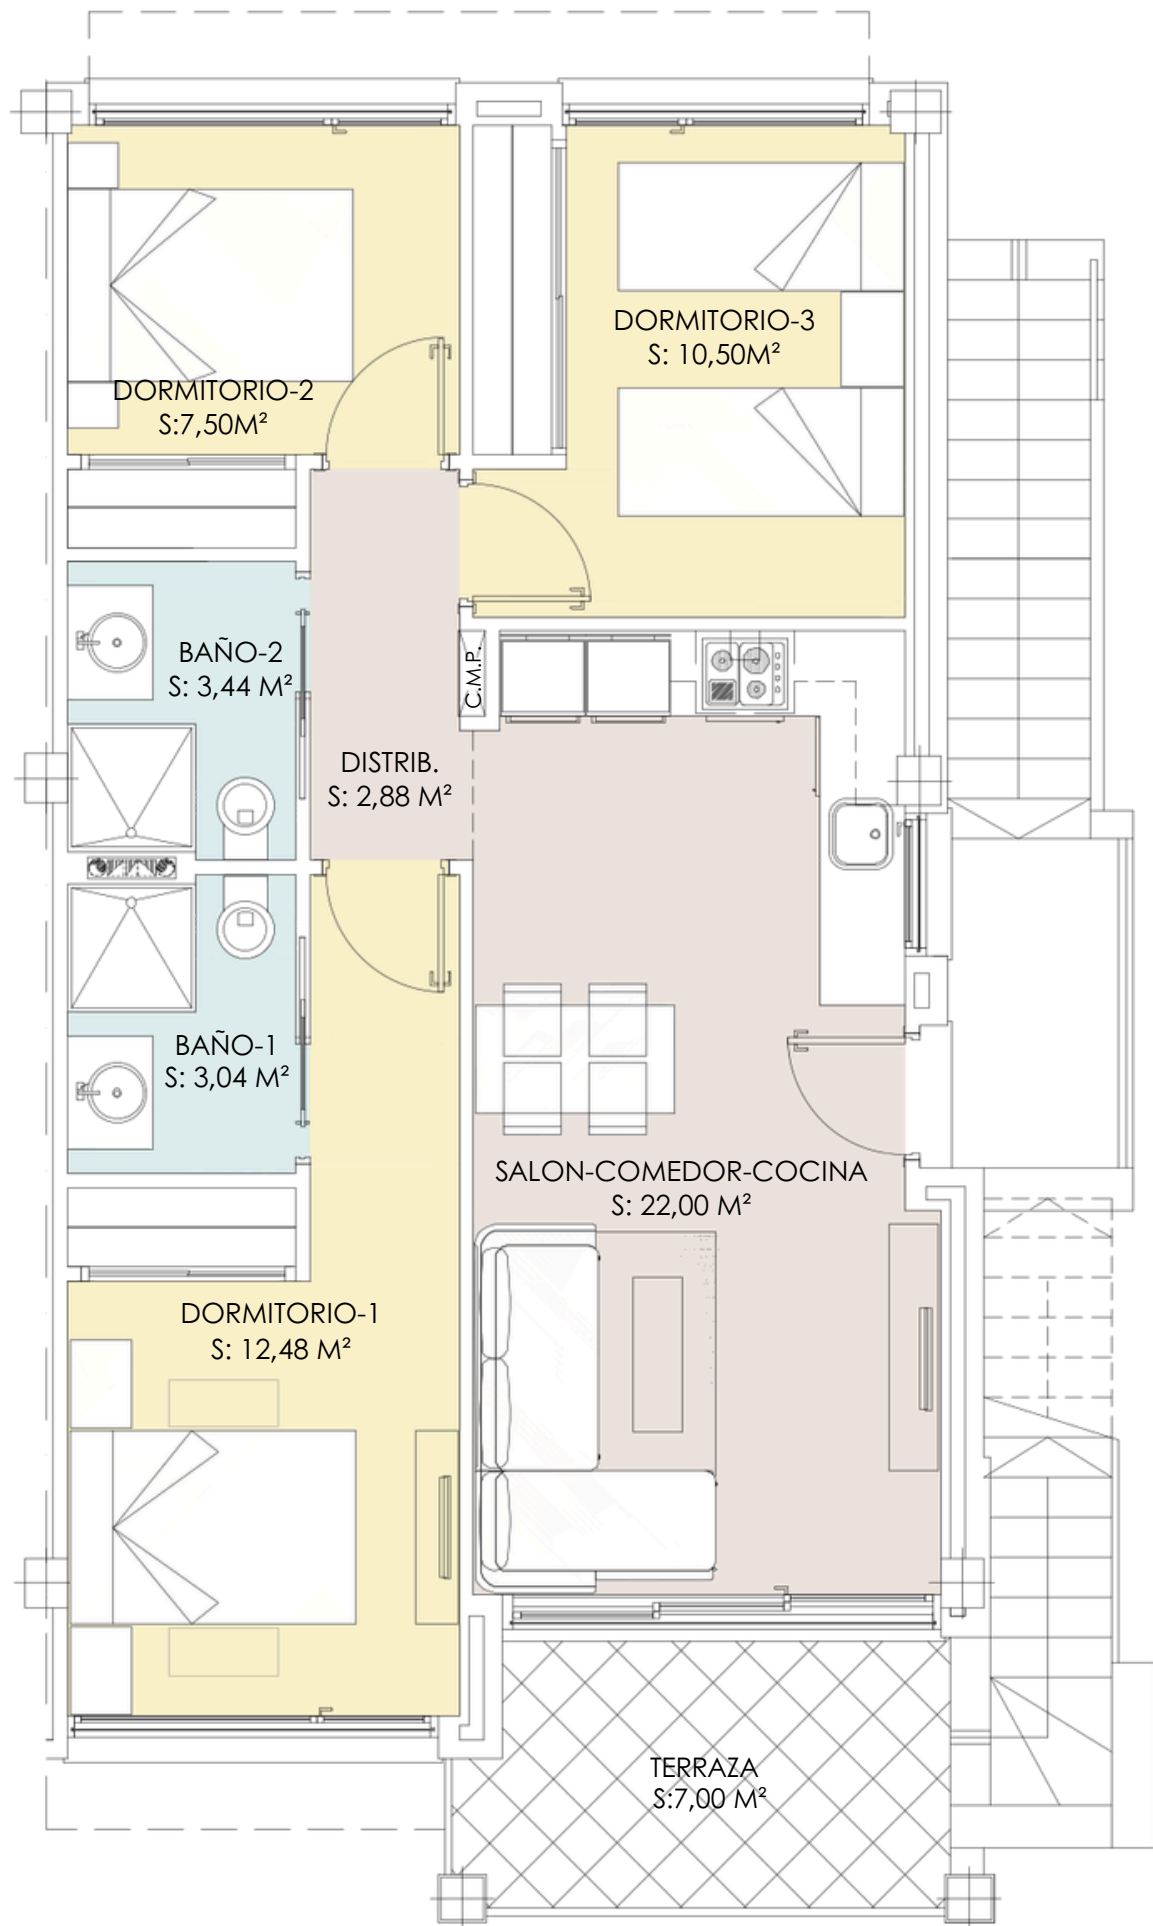 DORMITORIO-3
S: 10,50M²
DORMITORIO-2
S:7,50M²
BAÑO-2
S: 3,44 M²
C.M.P.
DISTRIB.
S: 2,88 M²
BAÑO-1
S: 3,04 M²
SALON-COMEDOR-COCINA
S: 22,00 M²
DORMITORIO-1
S: 12,48 M²
TERRAZA
S:7,00 M²